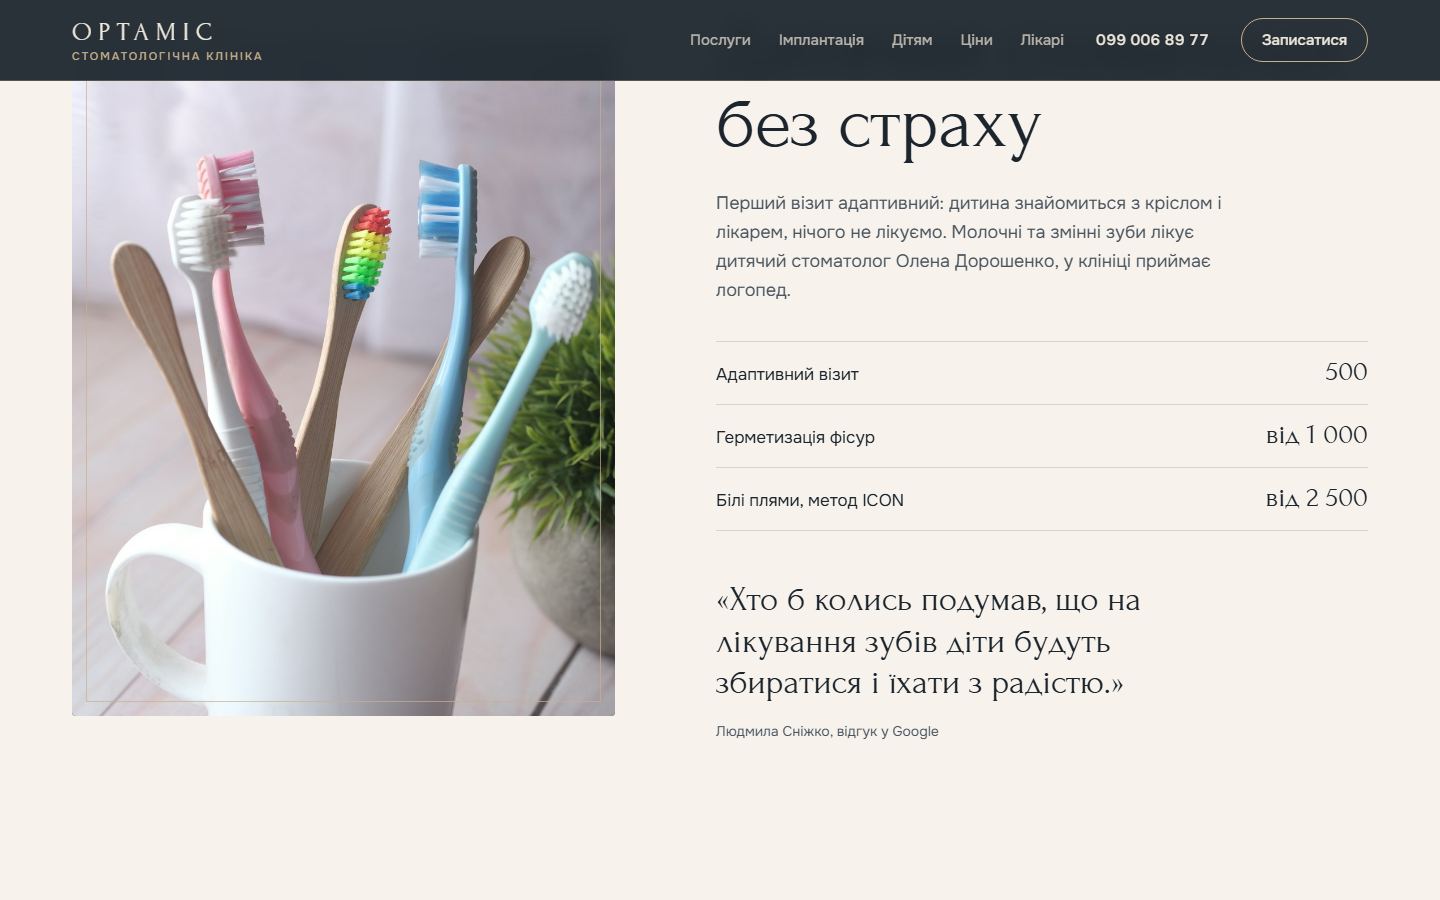 OPTAMIC
СТОМАТОЛОГІЧНА КЛІНІКА
Послуги Імплантація Дітям Ціни Лікарі 099 006 89 77 Записатися
без страху
Перший візит адаптивний: дитина знайомиться з кріслом і
лікарем, нічого не лікуємо. Молочні та змінні зуби лікує
дитячий стоматолог Олена Дорошенко, у клініці приймає
логопед.
Адаптивний візит 500
Герметизація фісур від 1 000
Білі плями, метод ICON від 2 500
«Хто б колись подумав, що на
лікування зубів діти будуть
збиратися і їхати з радістю.»
Людмила Сніжко, відгук у Google